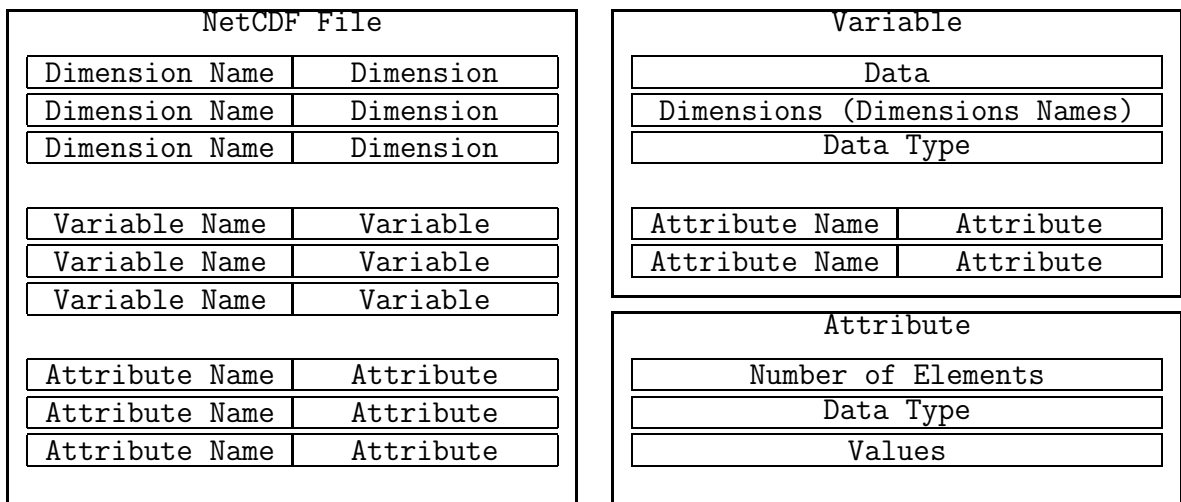 NetCDF File
Dimension Name Dimension
Dimension Name Dimension
Dimension Name Dimension
Variable Name Variable
Variable Name Variable
Variable Name Variable
Attribute Name Attribute
Attribute Name Attribute
Attribute Name Attribute
Variable
Data
Dimensions (Dimensions Names)
Data Type
Attribute Name Attribute
Attribute Name Attribute
Attribute
Number of Elements
Data Type
Values